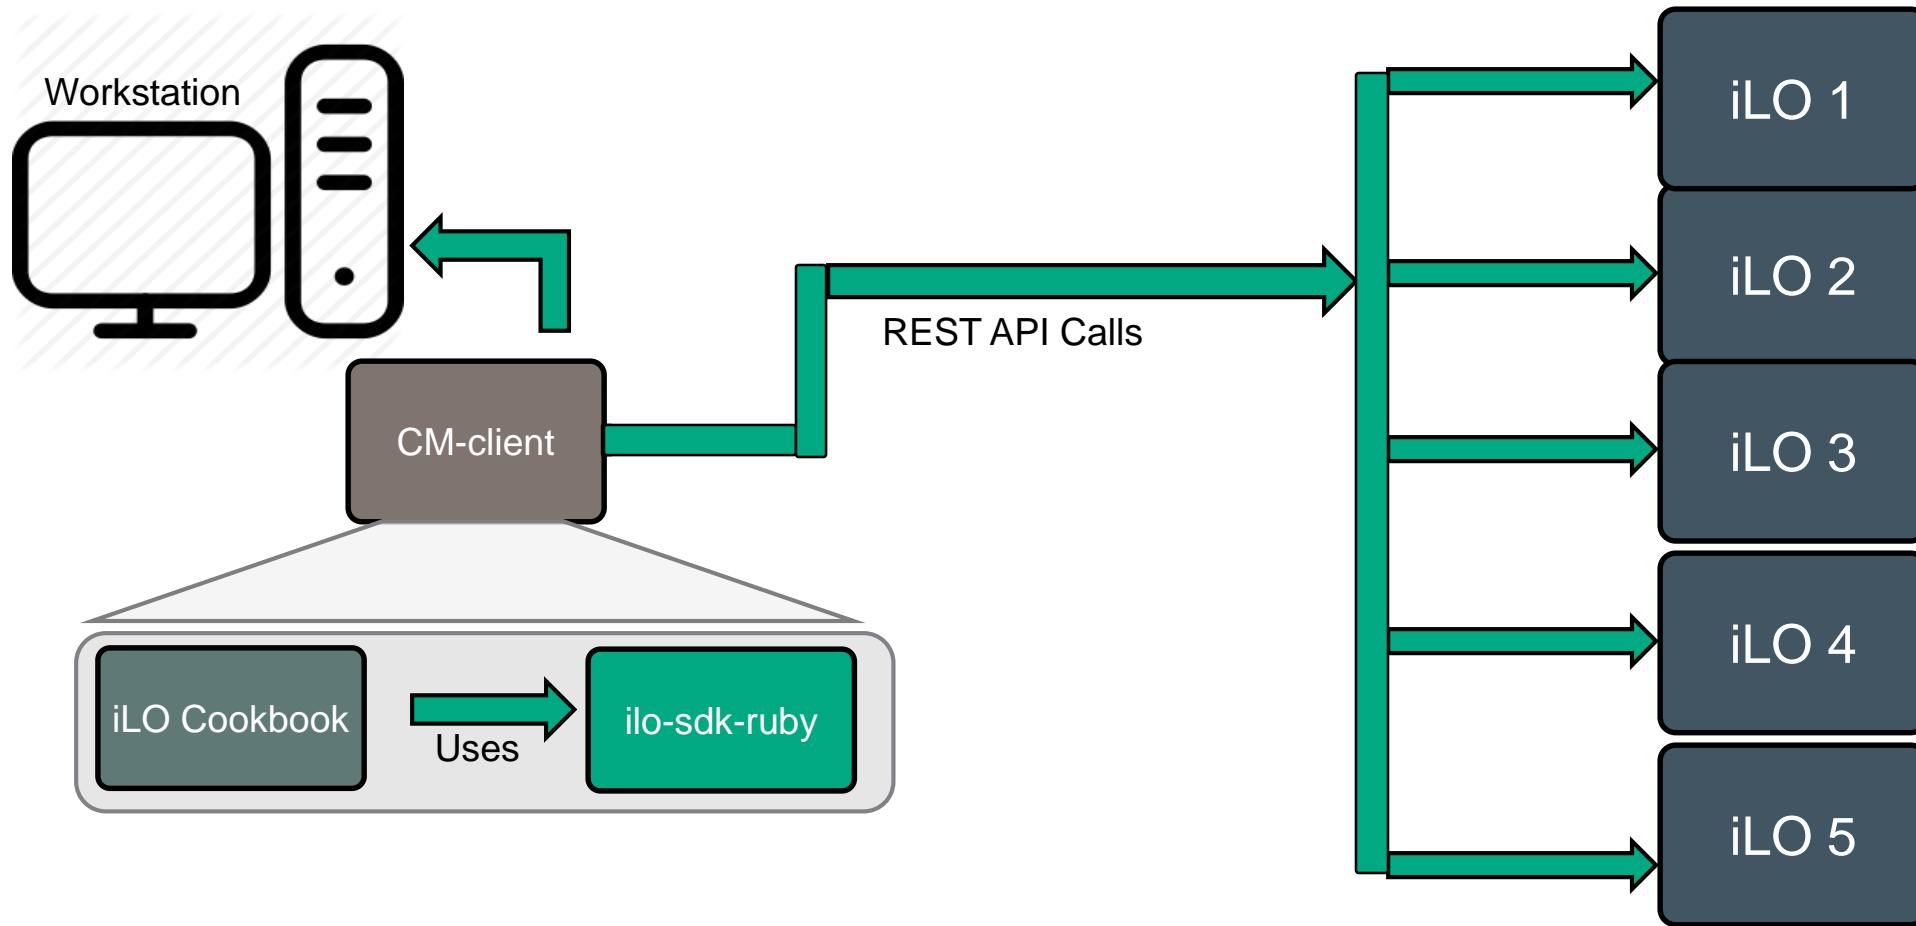 Workstation
iLO 1
iLO 2
REST API Calls
CM-client
iLO 3
iLO 4
iLO Cookbook
Uses
ilo-sdk-ruby
iLO 5